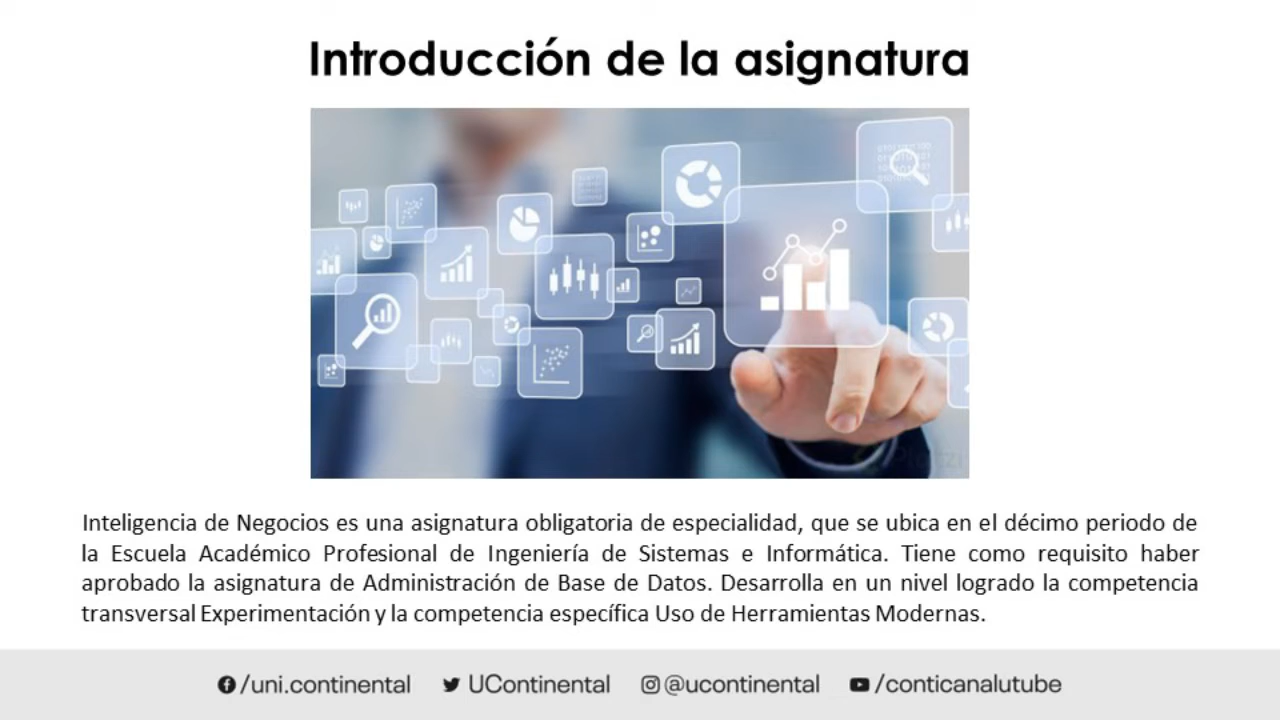 Introducción de la asignatura
Inteligencia de Negocios es una asignatura obligatoria de especialidad, que se ubica en el décimo periodo de
la Escuela Académico Profesional de Ingeniería de Sistemas e Informática. Tiene como requisito haber
aprobado la asignatura de Administración de Base de Datos. Desarrolla en un nivel logrado la competencia
transversal Experimentación y la competencia específica Uso de Herramientas Modernas.
/uni.continental UContinental @ucontinental /conticanalutube